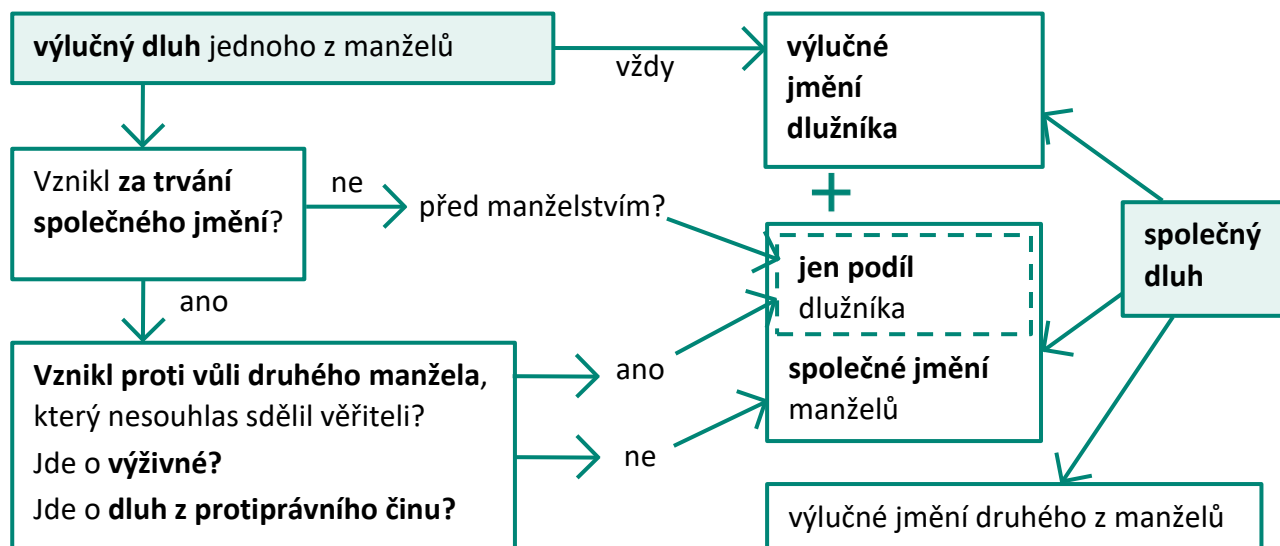 výlučný dluh jednoho z manželů
vždy
výlučné
jmění
dlužníka
Vznikl za trvání
společného jmění?
ne
před manželstvím?
+
jen podíl
dlužníka
společné jmění
manželů
společný
dluh
ano
Vznikl proti vůli druhého manžela,
který nesouhlas sdělil věřiteli?
Jde o výživné?
Jde o dluh z protiprávního činu?
ano
ne
výlučné jmění druhého z manželů